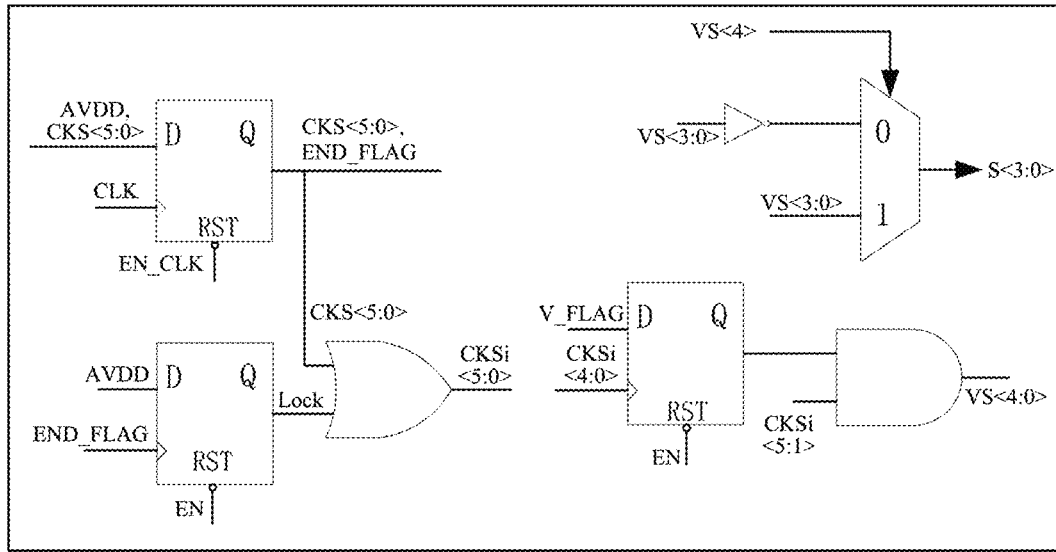 VS<4>
AVDD,
CKS<5:0>
D
Q
CKS<5:0>,
END_FLAG
VS<3:0>
0
S<3:0>
CLK
VS<3:0>
1
RST
EN_CLK
CKS<5:0>
V_FLAG
D
Q
AVDD
D
Q
CKSi
<5:0>
CKSi
<4:0>
Lock
VS<4:0>
END_FLAG
RST
CKSi
<5:1>
RST
EN
EN